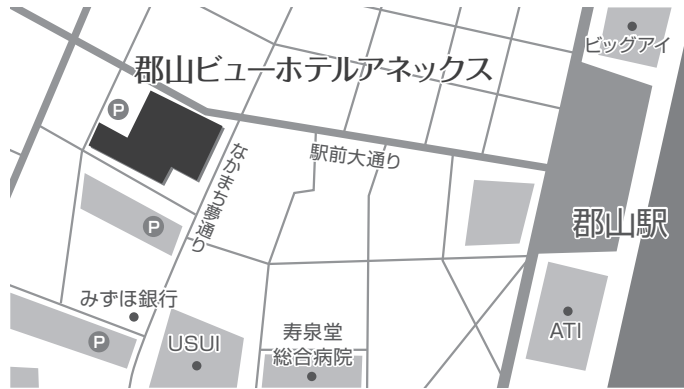 ビッグアイ
郡山ビューホテルアネックス
P
駅前大通り
なかまち夢通り
P
郡山駅
みずほ銀行
P
USUI
寿泉堂
総合病院
ATI